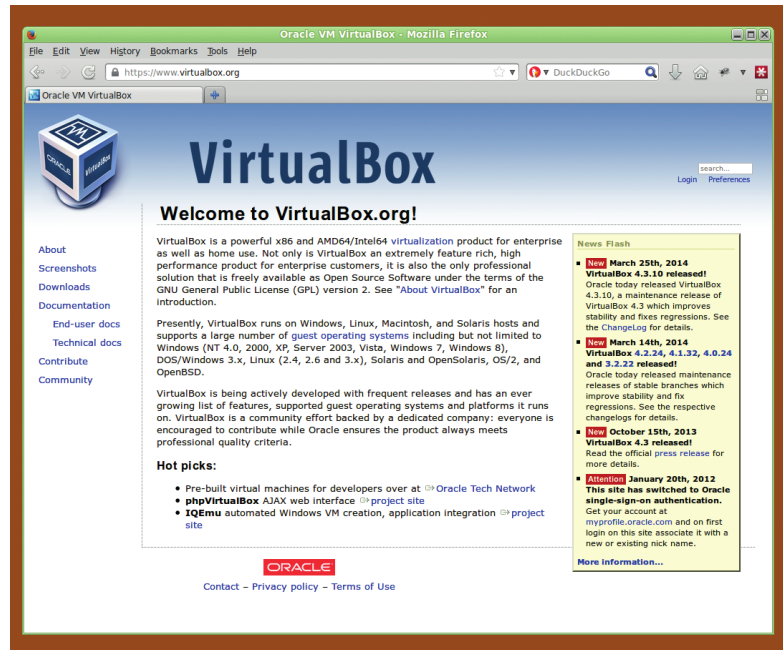 Oracle VM VirtualBox - Mozilla Firefox
File Edit View History Bookmarks Tools Help
https://www.virtualbox.org
DuckDuckGo
Oracle VM VirtualBox
ORACLE
VirtualBox
VirtualBox
search...
Login Preferences
Welcome to VirtualBox.org!
About
Screenshots
Downloads
Documentation
End-user docs
Technical docs
Contribute
Community
VirtualBox is a powerful x86 and AMD64/Intel64 virtualization product for enterprise
as well as home use. Not only is VirtualBox an extremely feature rich, high
performance product for enterprise customers, it is also the only professional
solution that is freely available as Open Source Software under the terms of the
GNU General Public License (GPL) version 2. See "About VirtualBox" for an
introduction.
Presently, VirtualBox runs on Windows, Linux, Macintosh, and Solaris hosts and
supports a large number of guest operating systems including but not limited to
Windows (NT 4.0, 2000, XP, Server 2003, Vista, Windows 7, Windows 8),
DOS/Windows 3.x, Linux (2.4, 2.6 and 3.x), Solaris and OpenSolaris, OS/2, and
OpenBSD.
VirtualBox is being actively developed with frequent releases and has an ever
growing list of features, supported guest operating systems and platforms it runs
on. VirtualBox is a community effort backed by a dedicated company: everyone is
encouraged to contribute while Oracle ensures the product always meets
professional quality criteria.
Hot picks:
• Pre-built virtual machines for developers over at Oracle Tech Network
• phpVirtualBox AJAX web interface project site
• IQEmu automated Windows VM creation, application integration project
site
News Flash
New March 25th, 2014
VirtualBox 4.3.10 released!
Oracle today released VirtualBox
4.3.10, a maintenance release of
VirtualBox 4.3 which improves
stability and fixes regressions. See
the ChangeLog for details.
New March 14th, 2014
VirtualBox 4.2.24, 4.1.32, 4.0.24
and 3.2.22 released!
Oracle today released maintenance
releases of stable branches which
improve stability and fix
regressions. See the respective
changelogs for details.
New October 15th, 2013
VirtualBox 4.3 released!
Read the official press release for
more details.
Attention January 20th, 2012
This site has switched to Oracle
single-sign-on authentication.
Get your account at
myprofile.oracle.com and on first
login on this site associate it with a
new or existing nick name.
More information...
ORACLE
Contact – Privacy policy – Terms of Use